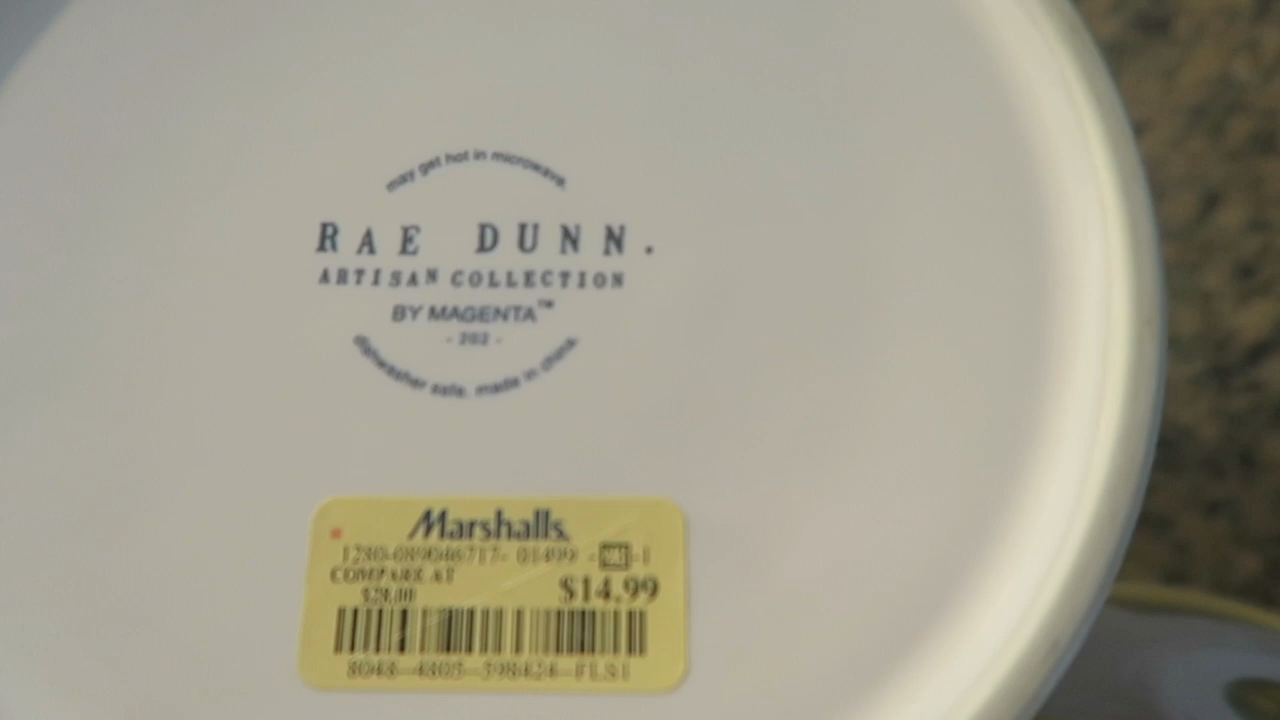 may get hot in microwave.
RAE DUNN.
ARTISAN COLLECTION
BY MAGENTA™
- 202 -
dishwasher safe. made in china.
Marshalls
COMPARE AT
$14.99